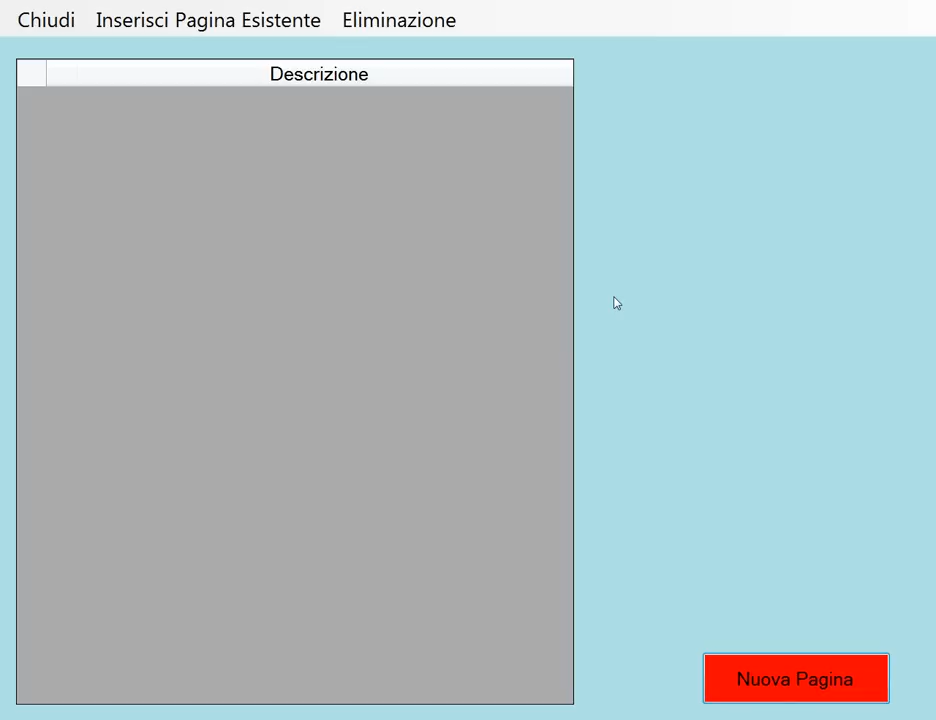 Chiudi Inserisci Pagina Esistente Eliminazione
Descrizione
Nuova Pagina